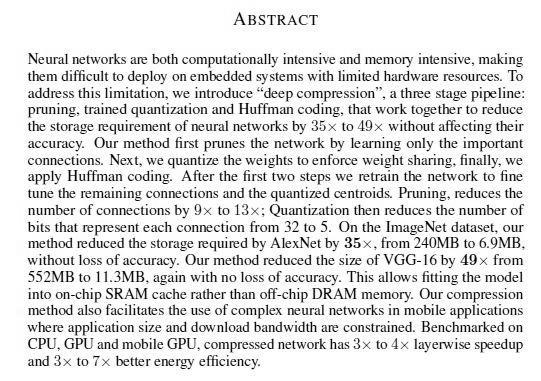 ABSTRACT
Neural networks are both computationally intensive and memory intensive, making
them difficult to deploy on embedded systems with limited hardware resources. To
address this limitation, we introduce “deep compression”, a three stage pipeline:
pruning, trained quantization and Huffman coding, that work together to reduce
the storage requirement of neural networks by 35× to 49× without affecting their
accuracy. Our method first prunes the network by learning only the important
connections. Next, we quantize the weights to enforce weight sharing, finally, we
apply Huffman coding. After the first two steps we retrain the network to fine
tune the remaining connections and the quantized centroids. Pruning, reduces the
number of connections by 9× to 13×; Quantization then reduces the number of
bits that represent each connection from 32 to 5. On the ImageNet dataset, our
method reduced the storage required by AlexNet by 35×, from 240MB to 6.9MB,
without loss of accuracy. Our method reduced the size of VGG-16 by 49× from
552MB to 11.3MB, again with no loss of accuracy. This allows fitting the model
into on-chip SRAM cache rather than off-chip DRAM memory. Our compression
method also facilitates the use of complex neural networks in mobile applications
where application size and download bandwidth are constrained. Benchmarked on
CPU, GPU and mobile GPU, compressed network has 3× to 4× layerwise speedup
and 3× to 7× better energy efficiency.